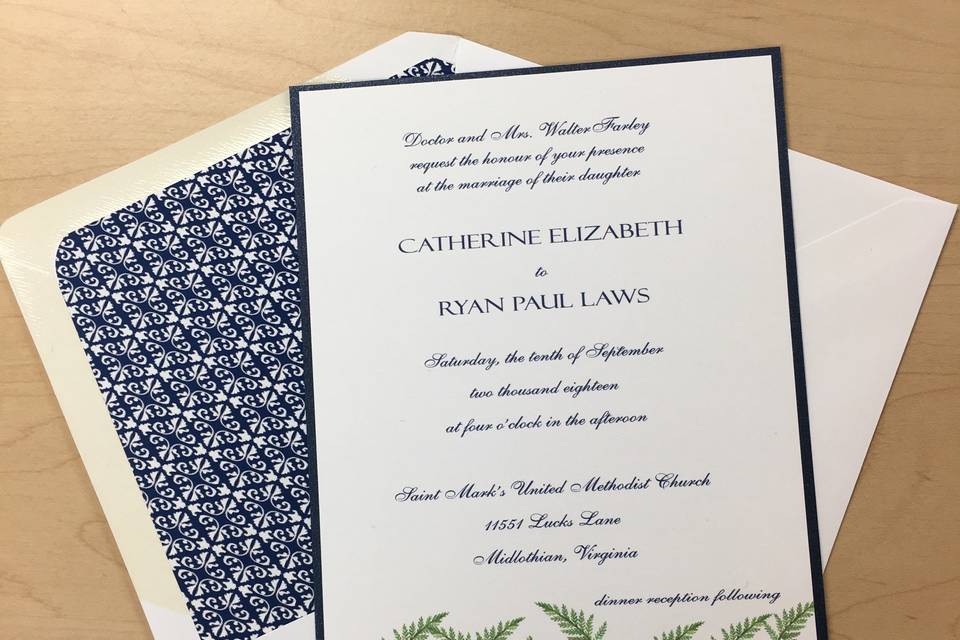 Doctor and Mrs. Walter Farley
request the honour of your presence
at the marriage of their daughter
CATHERINE ELIZABETH
to
RYAN PAUL LAWS
Saturday, the tenth of September
two thousand eighteen
at four o'clock in the afteroon
Saint Mark's United Methodist Church
11551 Lucks Lane
Midlothian, Virginia
dinner reception following